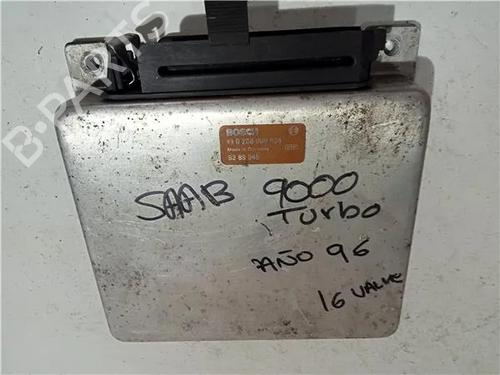 B-PARTS
BOSCH
Made in Germany
SAAB 9000
Turbo
AÑO 96
16 VALVE